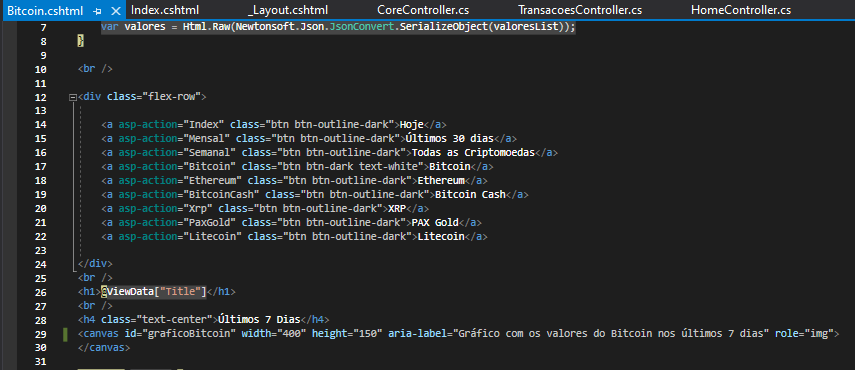 Bitcoin.cshtml Index.cshtml _Layout.cshtml CoreController.cs TransacoesController.cs HomeController.cs
7 var valores = Html.Raw(Newtonsoft.Json.JsonConvert.SerializeObject(valoresList));
8 }
9
10 <br />
11
12 <div class="flex-row">
13
14 <a asp-action="Index" class="btn btn-outline-dark">Hoje</a>
15 <a asp-action="Mensal" class="btn btn-outline-dark">Últimos 30 dias</a>
16 <a asp-action="Semanal" class="btn btn-outline-dark">Todas as Criptomoedas</a>
17 <a asp-action="Bitcoin" class="btn btn-dark text-white">Bitcoin</a>
18 <a asp-action="Ethereum" class="btn btn-outline-dark">Ethereum</a>
19 <a asp-action="BitcoinCash" class="btn btn-outline-dark">Bitcoin Cash</a>
20 <a asp-action="Xrp" class="btn btn-outline-dark">XRP</a>
21 <a asp-action="PaxGold" class="btn btn-outline-dark">PAX Gold</a>
22 <a asp-action="Litecoin" class="btn btn-outline-dark">Litecoin</a>
23
24 </div>
25 <br />
26 <h1>@ViewData["Title"]</h1>
27 <br />
28 <h4 class="text-center">Últimos 7 Dias</h4>
29 <canvas id="graficoBitcoin" width="400" height="150" aria-label="Gráfico com os valores do Bitcoin nos últimos 7 dias" role="img">
30 </canvas>
31